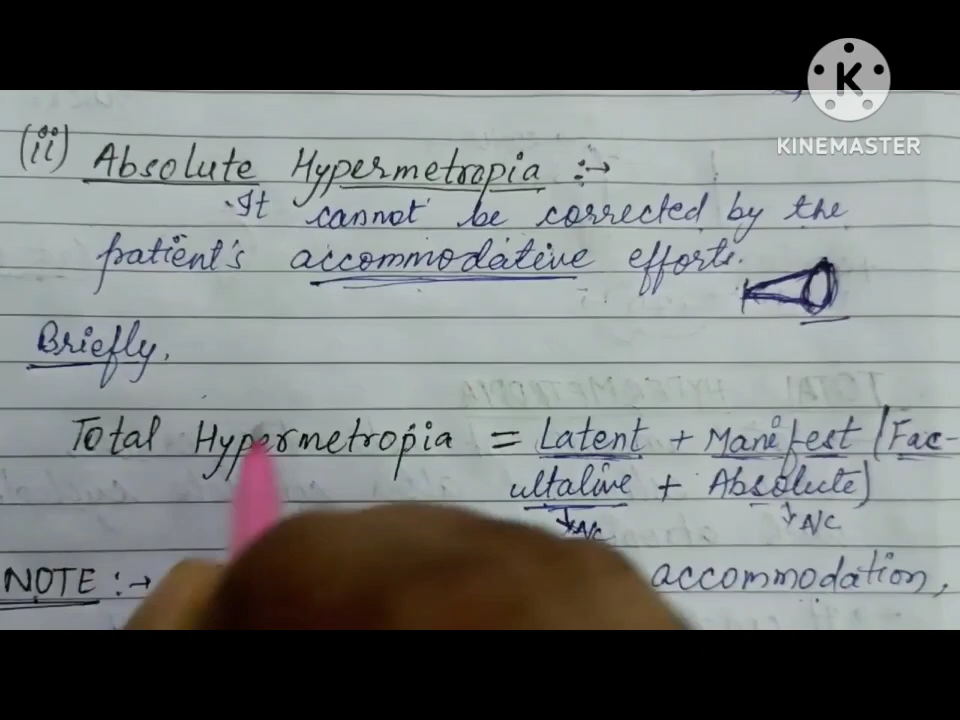 K
KINEMASTER
(ii) Absolute Hypermetropia :→
·It cannot be corrected by the
patient's accommodative efforts.
Briefly,
Total Hypermetropia = Latent + Manifest (Fac-
ultative + Absolute)
A/C A/C
NOTE :→ accommodation,